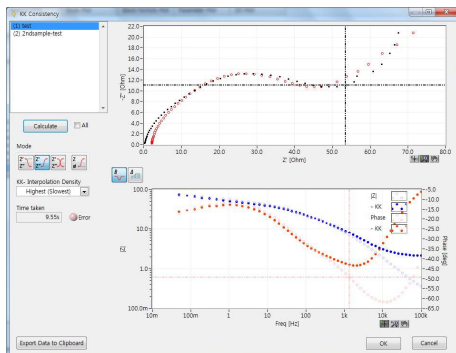 KK Consistency
(1) test
(2) 2ndsample-test
Calculate
All
Mode
KK- Interpolation Density
Highest (Slowest)
Time taken
9.55s
Error
Export Data to Clipboard
22.0
20.0
18.0
16.0
14.0
12.0
10.0
8.0
6.0
4.0
2.0
0.0
-Z'' [Ohm]
0.0
10.0
20.0
30.0
40.0
50.0
60.0
70.0
80.0
Z' [Ohm]
100.0
10.0
1.0
100.0m
|Z|
|Z|
- KK
Phase
- KK
-5.0
-10.0
-15.0
-20.0
-25.0
-30.0
-35.0
-40.0
-45.0
-50.0
-55.0
-60.0
-65.0
Phase [deg]
10m
100m
1
10
100
1k
10k
100k
Freq [Hz]
OK
Cancel